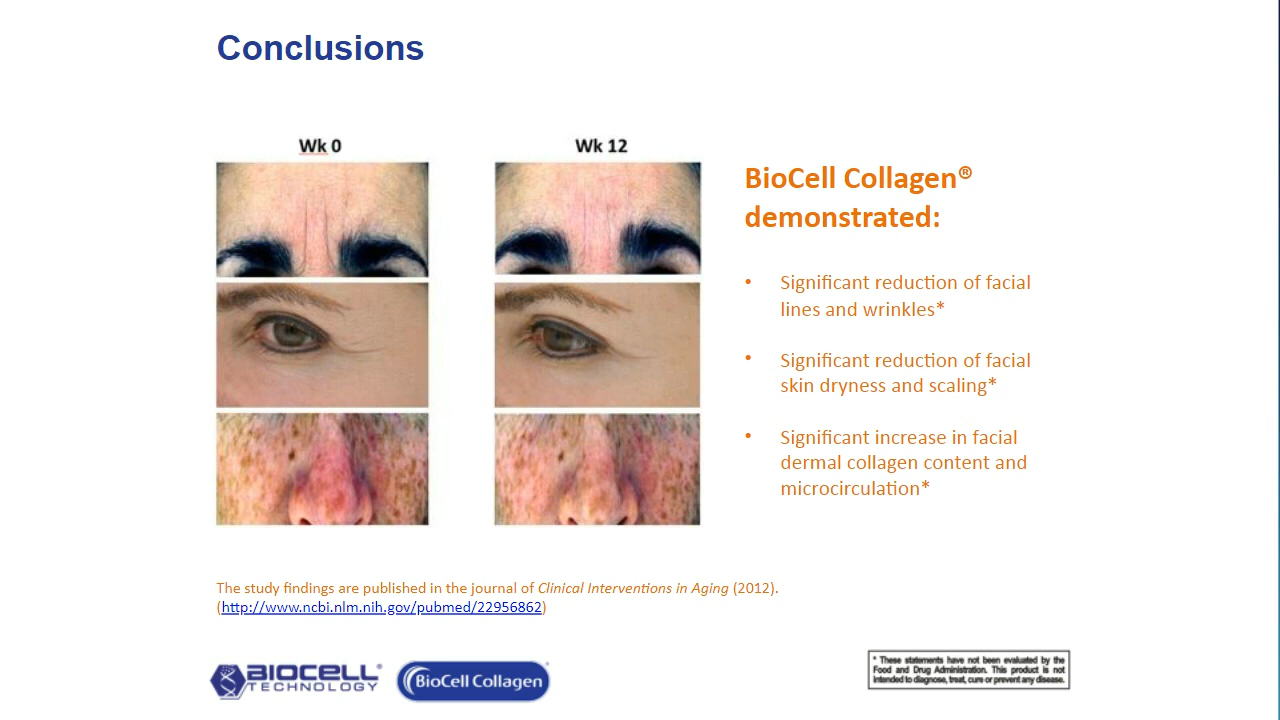 Conclusions
Wk 0
Wk 12
BioCell Collagen®
demonstrated:
• Significant reduction of facial
lines and wrinkles*
• Significant reduction of facial
skin dryness and scaling*
• Significant increase in facial
dermal collagen content and
microcirculation*
The study findings are published in the journal of Clinical Interventions in Aging (2012).
(http://www.ncbi.nlm.nih.gov/pubmed/22956862)
BIOCELL®
TECHNOLOGY
BioCell Collagen®
* These statements have not been evaluated by the
Food and Drug Administration. This product is not
intended to diagnose, treat, cure or prevent any disease.